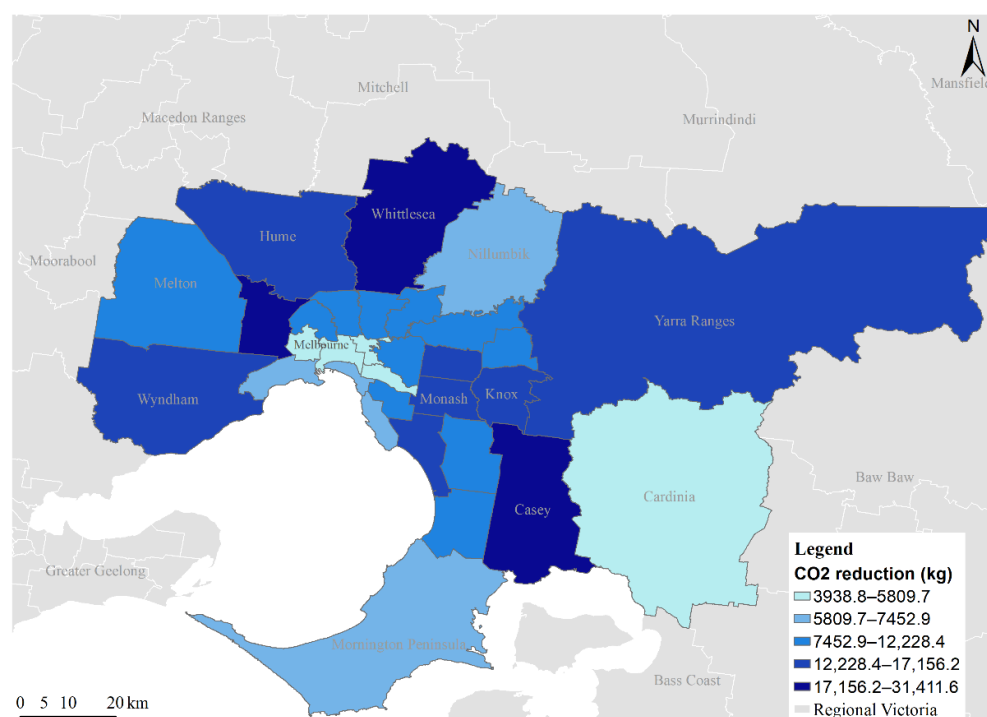 N
Mitchell
Mansfield
Macedon Ranges
Murrindindi
Whittlesea
Hume
Nillumbik
Moorabool
Melton
Yarra Ranges
Melbourne
Wyndham
Monash
Knox
Baw Baw
Cardinia
Casey
Greater Geelong
Mornington Peninsula
Bass Coast
Legend
CO2 reduction (kg)
3938.8–5809.7
5809.7–7452.9
7452.9–12,228.4
12,228.4–17,156.2
17,156.2–31,411.6
Regional Victoria
0 5 10 20 km